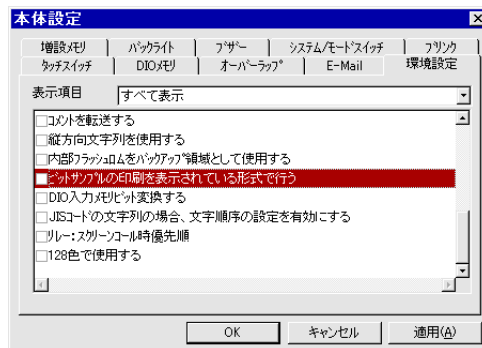 本体設定
増設ﾒﾓﾘ ﾊﾞｯｸﾗｲﾄ ﾌﾞｻﾞｰ ｼｽﾃﾑ/ﾓｰﾄﾞｽｲｯﾁ ﾌﾟﾘﾝｸ
ﾀｯﾁｽｲｯﾁ DIOﾒﾓﾘ ｵｰﾊﾞｰﾗｯﾌﾟ E-Mail 環境設定
表示項目 すべて表示
ｺﾒﾝﾄを転送する
縦方向文字列を使用する
内部ﾌﾗｯｼｭﾛﾑをﾊﾞｯｸｱｯﾌﾟ領域として使用する
ﾋﾞｯﾄｻﾝﾌﾟﾙの印刷を表示されている形式で行う
DIO入力ﾒﾓﾘﾋﾞｯﾄ変換する
JISｺｰﾄﾞの文字列の場合、文字順序の設定を有効にする
ﾘﾚｰ:ｽｸﾘｰﾝｺｰﾙ時優先順
128色で使用する
OK キャンセル 適用(A)